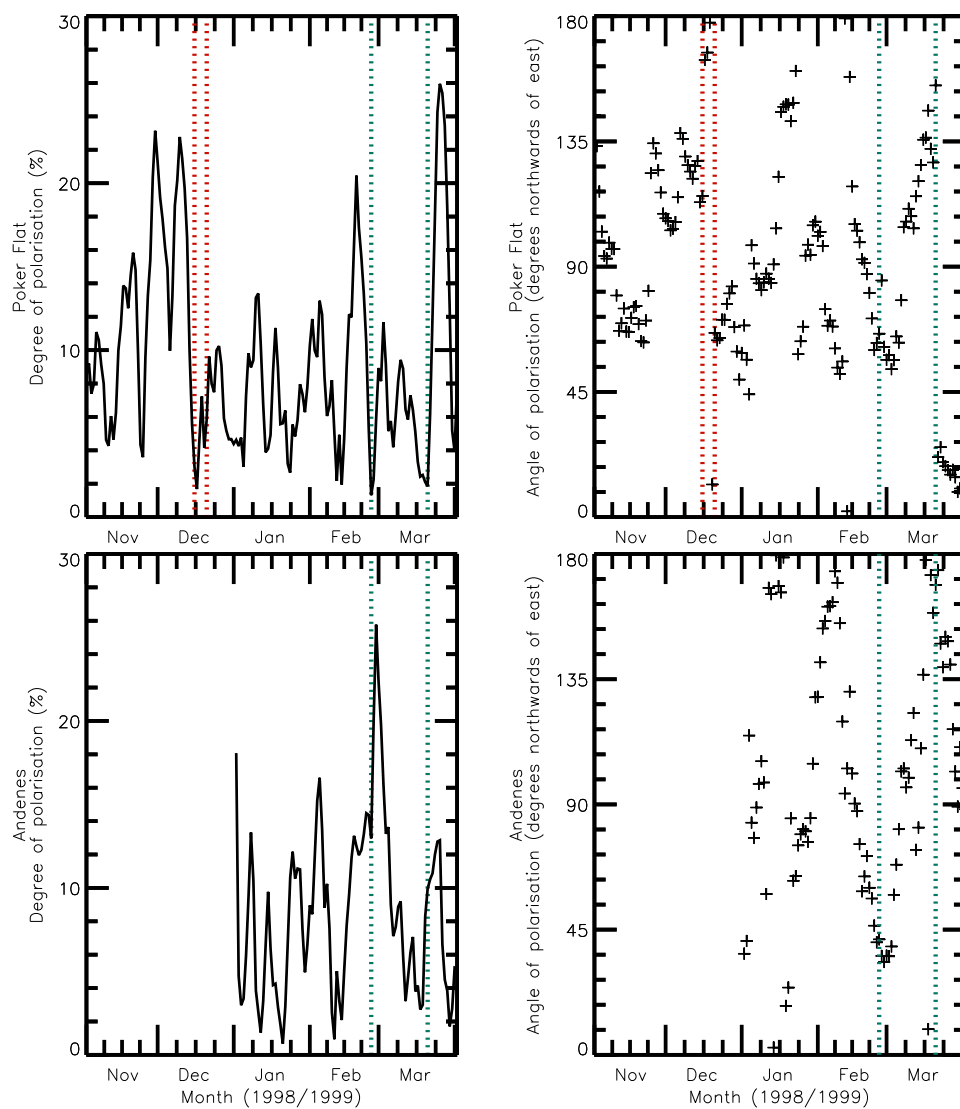 Poker Flat
Degree of polarisation (%)
30
20
10
0
Nov Dec Jan Feb Mar
Poker Flat
Angle of polarisation (degrees northwards of east)
180
135
90
45
0
Nov Dec Jan Feb Mar
Andenes
Degree of polarisation (%)
30
20
10
0
Nov Dec Jan Feb Mar
Month (1998/1999)
Andenes
Angle of polarisation (degrees northwards of east)
180
135
90
45
0
Nov Dec Jan Feb Mar
Month (1998/1999)